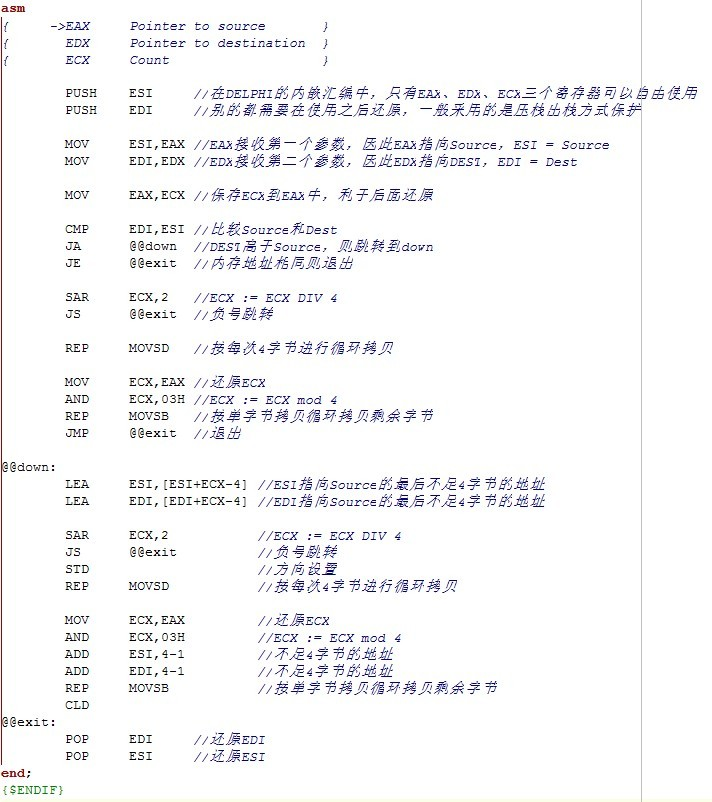 asm
{     ->EAX     Pointer to source       }
{       EDX     Pointer to destination  }
{       ECX     Count                   }
        PUSH    ESI     //在DELPHI的内嵌汇编中，只有EAX、EDX、ECX三个寄存器可以自由使用
        PUSH    EDI     //别的都需要在使用之后还原，一般采用的是压栈出栈方式保护
        MOV     ESI,EAX //EAX接收第一个参数，因此EAX指向Source，ESI = Source
        MOV     EDI,EDX //EDX接收第二个参数，因此EDX指向DEST，EDI = Dest
        MOV     EAX,ECX //保存ECX到EAX中，利于后面还原
        CMP     EDI,ESI //比较Source和Dest
        JA      @@down  //DEST高于Source，则跳转到down
        JE      @@exit  //内存地址相同则退出
        SAR     ECX,2   //ECX := ECX DIV 4
        JS      @@exit  //负号跳转
        REP     MOVSD   //按每次4字节进行循环拷贝
        MOV     ECX,EAX //还原ECX
        AND     ECX,03H //ECX := ECX mod 4
        REP     MOVSB   //按单字节拷贝循环拷贝剩余字节
        JMP     @@exit  //退出
@@down:
        LEA     ESI,[ESI+ECX-4] //ESI指向Source的最后不足4字节的地址
        LEA     EDI,[EDI+ECX-4] //EDI指向Source的最后不足4字节的地址
        SAR     ECX,2           //ECX := ECX DIV 4
        JS      @@exit          //负号跳转
        STD                     //方向设置
        REP     MOVSD           //按每次4字节进行循环拷贝
        MOV     ECX,EAX         //还原ECX
        AND     ECX,03H         //ECX := ECX mod 4
        ADD     ESI,4-1         //不足4字节的地址
        ADD     EDI,4-1         //不足4字节的地址
        REP     MOVSB           //按单字节拷贝循环拷贝剩余字节
        CLD
@@exit:
        POP     EDI     //还原EDI
        POP     ESI     //还原ESI
end;
{$ENDIF}